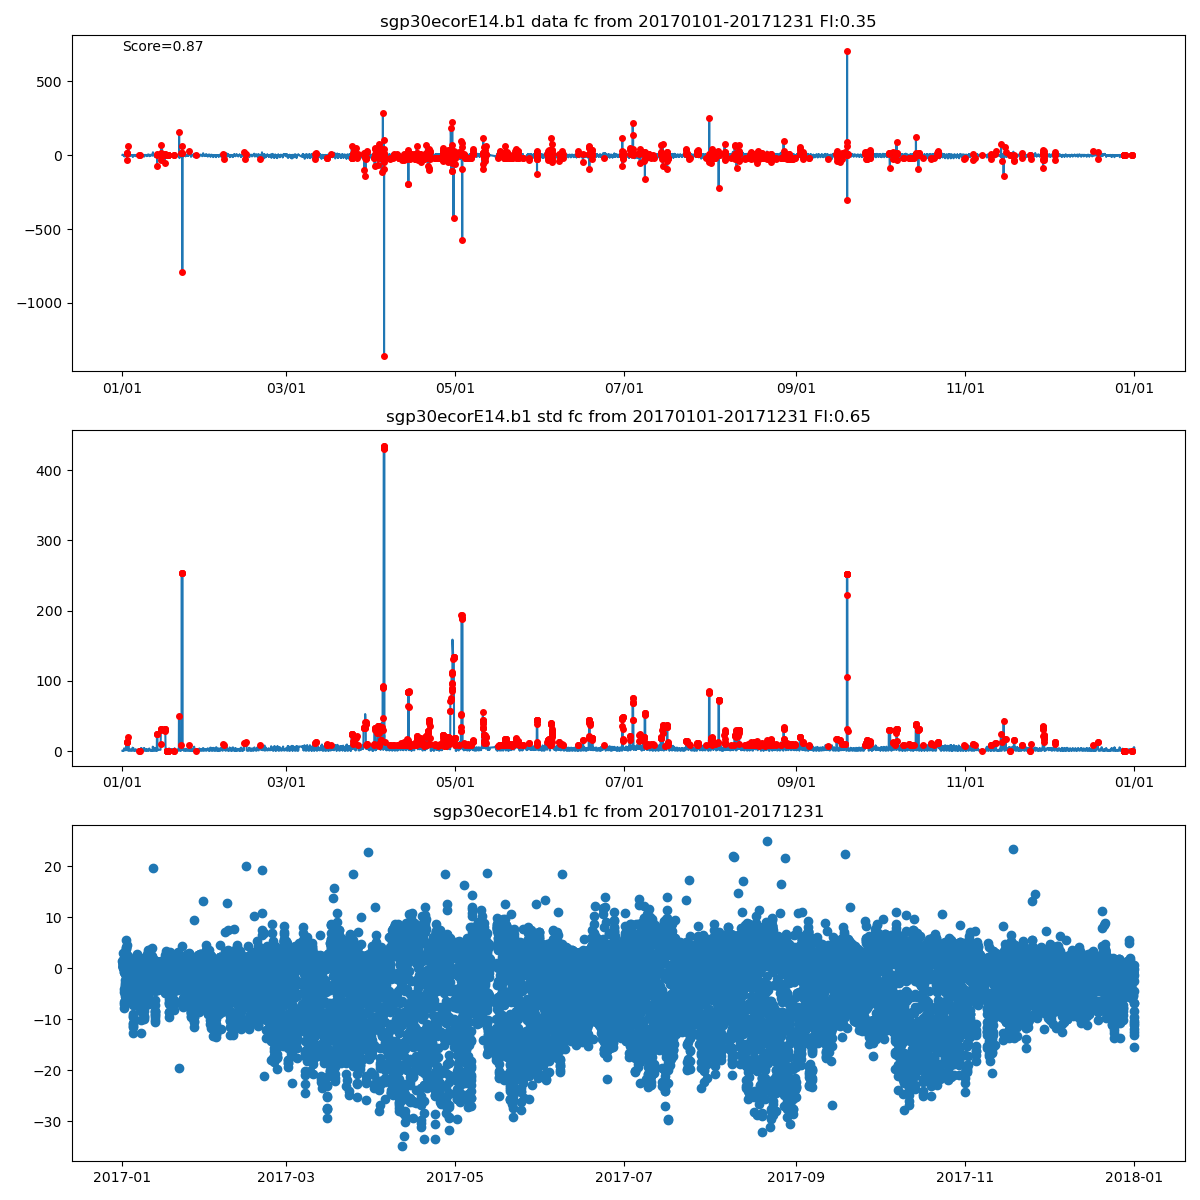 sgp30ecorE14.b1 data fc from 20170101-20171231 FI:0.35
Score=0.87
500
0
−500
−1000
01/01 03/01 05/01 07/01 09/01 11/01 01/01
sgp30ecorE14.b1 std fc from 20170101-20171231 FI:0.65
400
300
200
100
0
01/01 03/01 05/01 07/01 09/01 11/01 01/01
sgp30ecorE14.b1 fc from 20170101-20171231
20
10
0
−10
−20
−30
2017-01 2017-03 2017-05 2017-07 2017-09 2017-11 2018-01